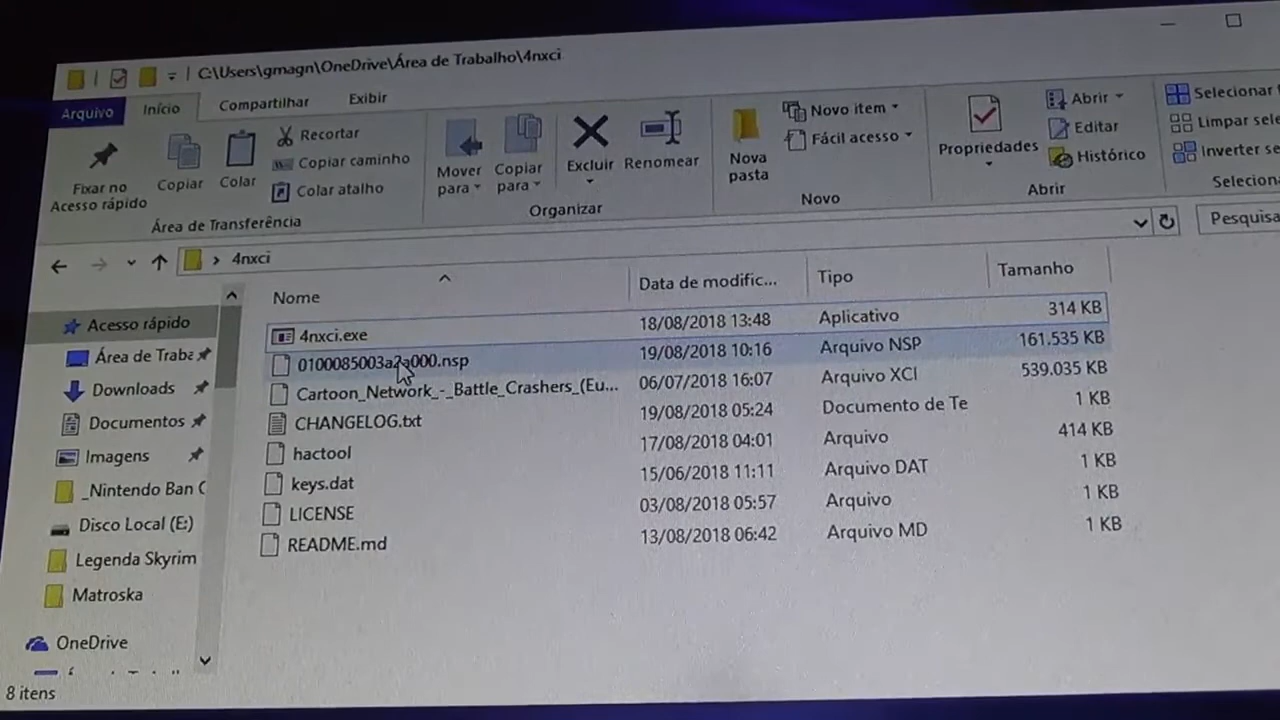 C:\Users\gmagn\OneDrive\Área de Trabalho\4nxci
Arquivo Início Compartilhar Exibir
Fixar no Acesso rápido
Copiar
Colar
Recortar
Copiar caminho
Colar atalho
Área de Transferência
Mover para
Copiar para
Excluir
Renomear
Organizar
Nova pasta
Novo item
Fácil acesso
Novo
Propriedades
Abrir
Editar
Histórico
Abrir
Selecionar
Limpar sele
Inverter se
Seleciona
4nxci
Pesquisa
Nome Data de modific... Tipo Tamanho
4nxci.exe 18/08/2018 13:48 Aplicativo 314 KB
0100085003a2a000.nsp 19/08/2018 10:16 Arquivo NSP 161.535 KB
Cartoon_Network_-_Battle_Crashers_(Eu... 06/07/2018 16:07 Arquivo XCI 539.035 KB
CHANGELOG.txt 19/08/2018 05:24 Documento de Te 1 KB
hactool 17/08/2018 04:01 Arquivo 414 KB
keys.dat 15/06/2018 11:11 Arquivo DAT 1 KB
LICENSE 03/08/2018 05:57 Arquivo 1 KB
README.md 13/08/2018 06:42 Arquivo MD 1 KB
Acesso rápido
Área de Traba
Downloads
Documentos
Imagens
_Nintendo Ban C
Disco Local (E:)
Legenda Skyrim
Matroska
OneDrive
8 itens